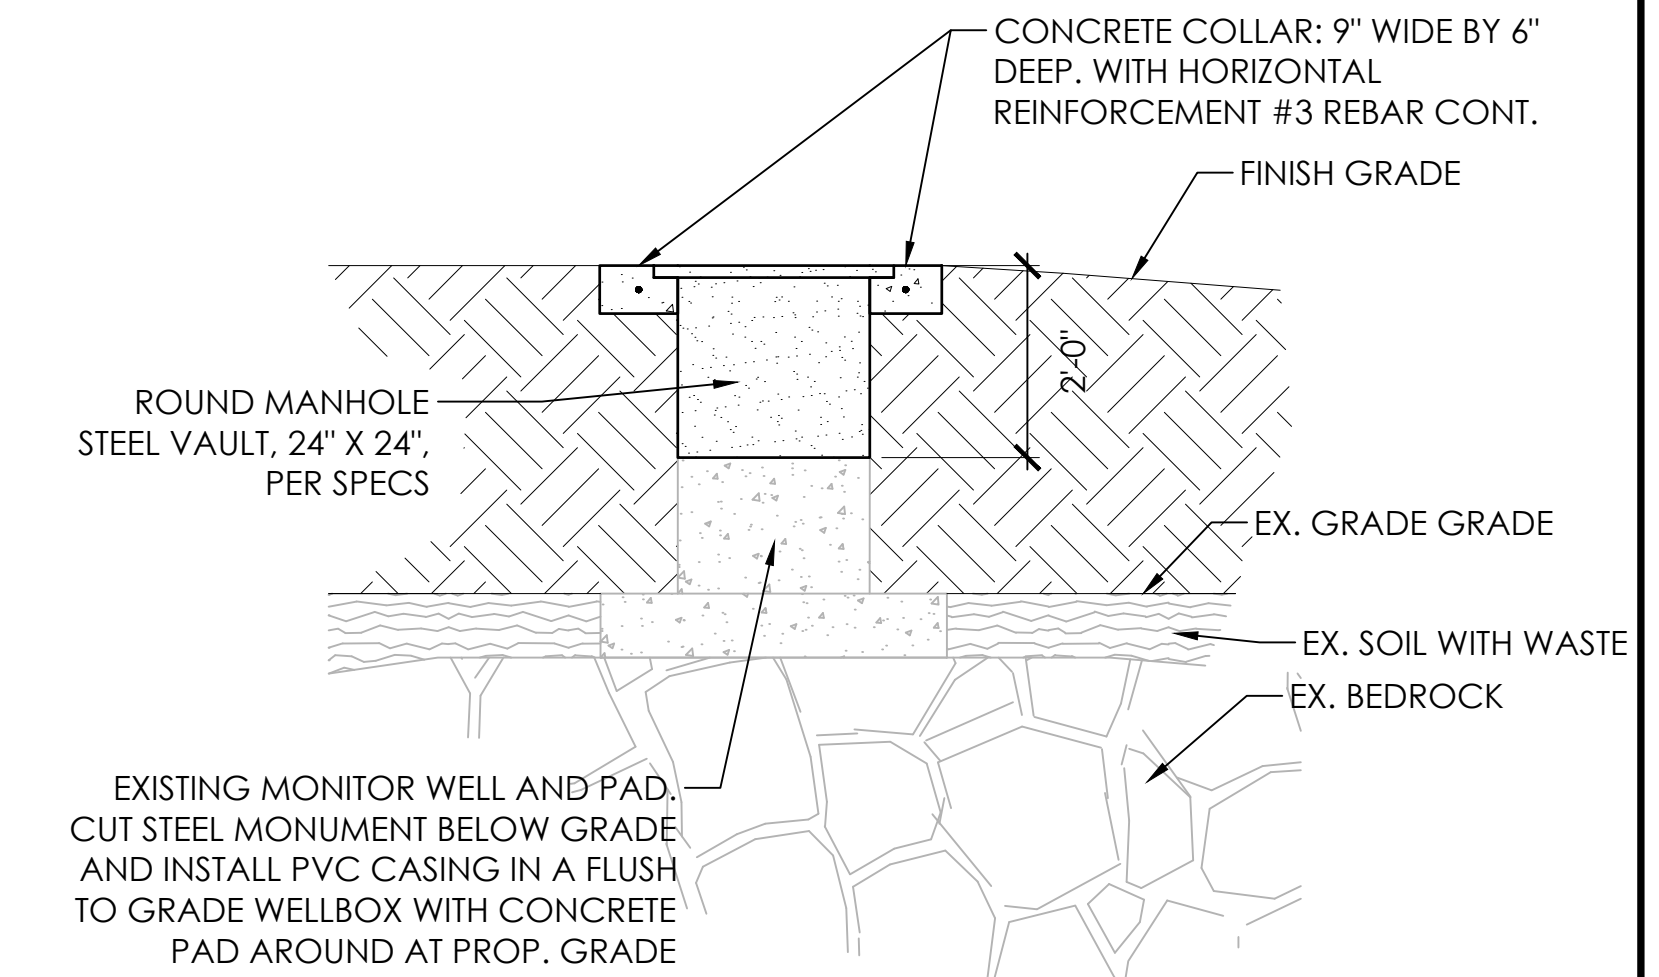 CONCRETE COLLAR: 9" WIDE BY 6"
DEEP. WITH HORIZONTAL
REINFORCEMENT #3 REBAR CONT.
FINISH GRADE
2'-0"
ROUND MANHOLE
STEEL VAULT, 24" X 24",
PER SPECS
EX. GRADE GRADE
EX. SOIL WITH WASTE
EX. BEDROCK
EXISTING MONITOR WELL AND PAD.
CUT STEEL MONUMENT BELOW GRADE
AND INSTALL PVC CASING IN A FLUSH
TO GRADE WELLBOX WITH CONCRETE
PAD AROUND AT PROP. GRADE